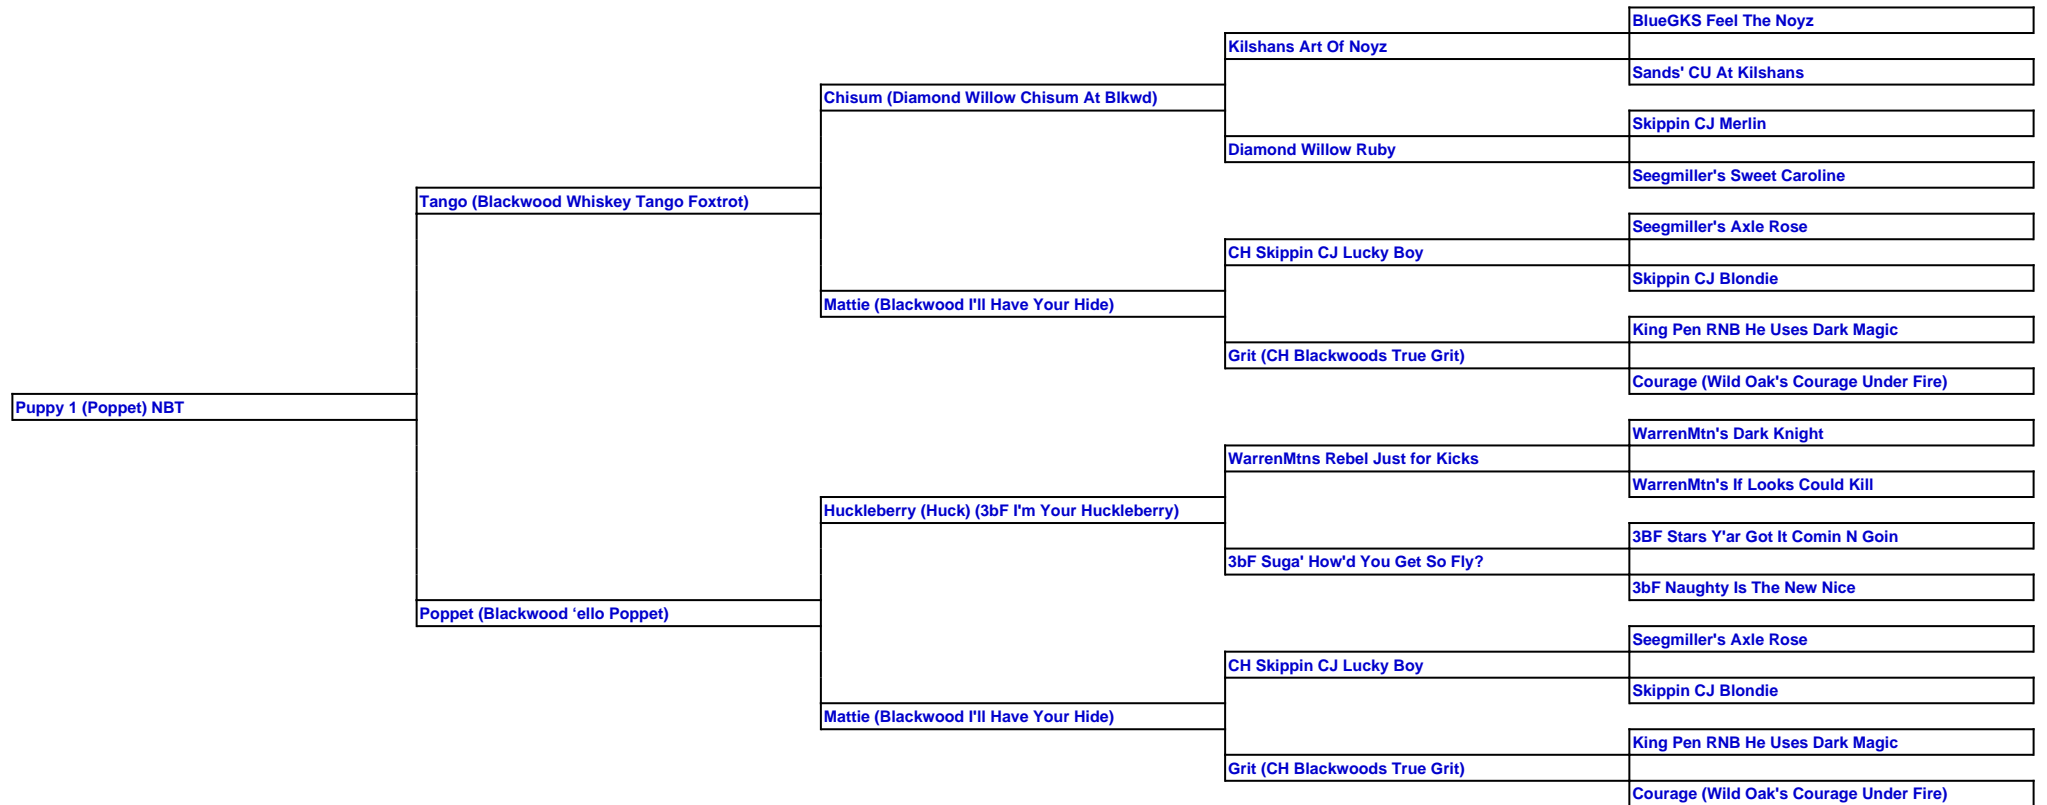 BlueGKS Feel The Noyz
Kilshans Art Of Noyz
Sands' CU At Kilshans
Chisum (Diamond Willow Chisum At Blkwd)
Skippin CJ Merlin
Diamond Willow Ruby
Seegmiller's Sweet Caroline
Tango (Blackwood Whiskey Tango Foxtrot)
Seegmiller's Axle Rose
CH Skippin CJ Lucky Boy
Skippin CJ Blondie
Mattie (Blackwood I'll Have Your Hide)
King Pen RNB He Uses Dark Magic
Grit (CH Blackwoods True Grit)
Courage (Wild Oak's Courage Under Fire)
Puppy 1 (Poppet) NBT
WarrenMtn's Dark Knight
WarrenMtns Rebel Just for Kicks
WarrenMtn's If Looks Could Kill
Huckleberry (Huck) (3bF I'm Your Huckleberry)
3BF Stars Y'ar Got It Comin N Goin
3bF Suga' How'd You Get So Fly?
3bF Naughty Is The New Nice
Poppet (Blackwood ‘ello Poppet)
Seegmiller's Axle Rose
CH Skippin CJ Lucky Boy
Skippin CJ Blondie
Mattie (Blackwood I'll Have Your Hide)
King Pen RNB He Uses Dark Magic
Grit (CH Blackwoods True Grit)
Courage (Wild Oak's Courage Under Fire)